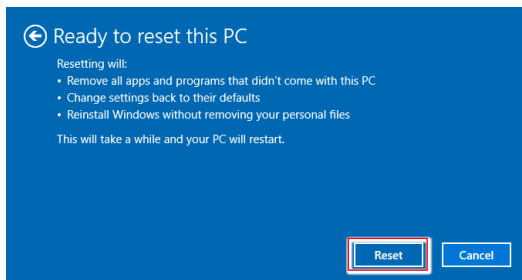 Ready to reset this PC
Resetting will:
• Remove all apps and programs that didn't come with this PC
• Change settings back to their defaults
• Reinstall Windows without removing your personal files
This will take a while and your PC will restart.
Reset
Cancel